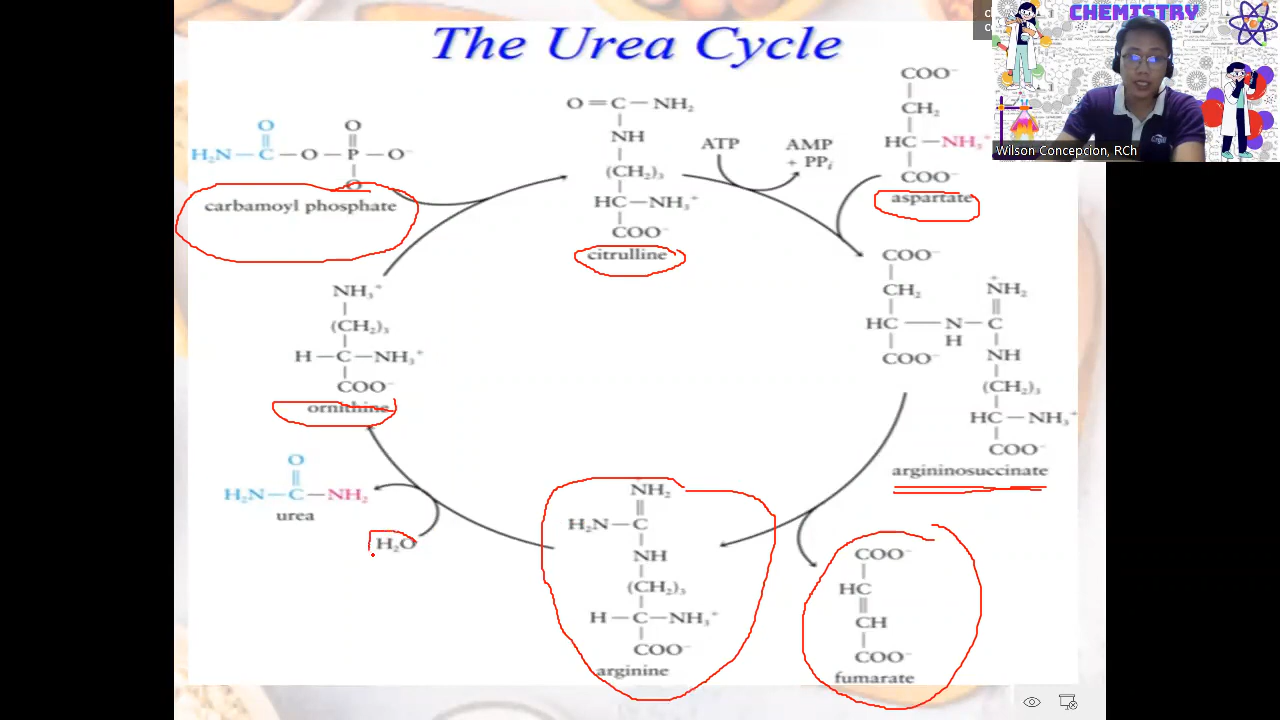 The Urea Cycle
CHEMISTRY
Wilson Concepcion, RCh
O
H₂N—C—O—P—O⁻
O
O
carbamoyl phosphate
O=C—NH₂
NH
(CH₂)₃
HC—NH₃⁺
COO⁻
citrulline
ATP
AMP
+ PPᵢ
COO⁻
CH₂
HC—NH₃⁺
COO⁻
aspartate
COO⁻
CH₂
HC—N—C
H
COO⁻
⁺NH₂
NH
(CH₂)₃
HC—NH₃⁺
COO⁻
argininosuccinate
NH₃⁺
(CH₂)₃
H—C—NH₃⁺
COO⁻
ornithine
O
H₂N—C—NH₂
urea
H₂O
NH₂
H₂N—C
NH
(CH₂)₃
H—C—NH₃⁺
COO⁻
arginine
COO⁻
HC
CH
COO⁻
fumarate